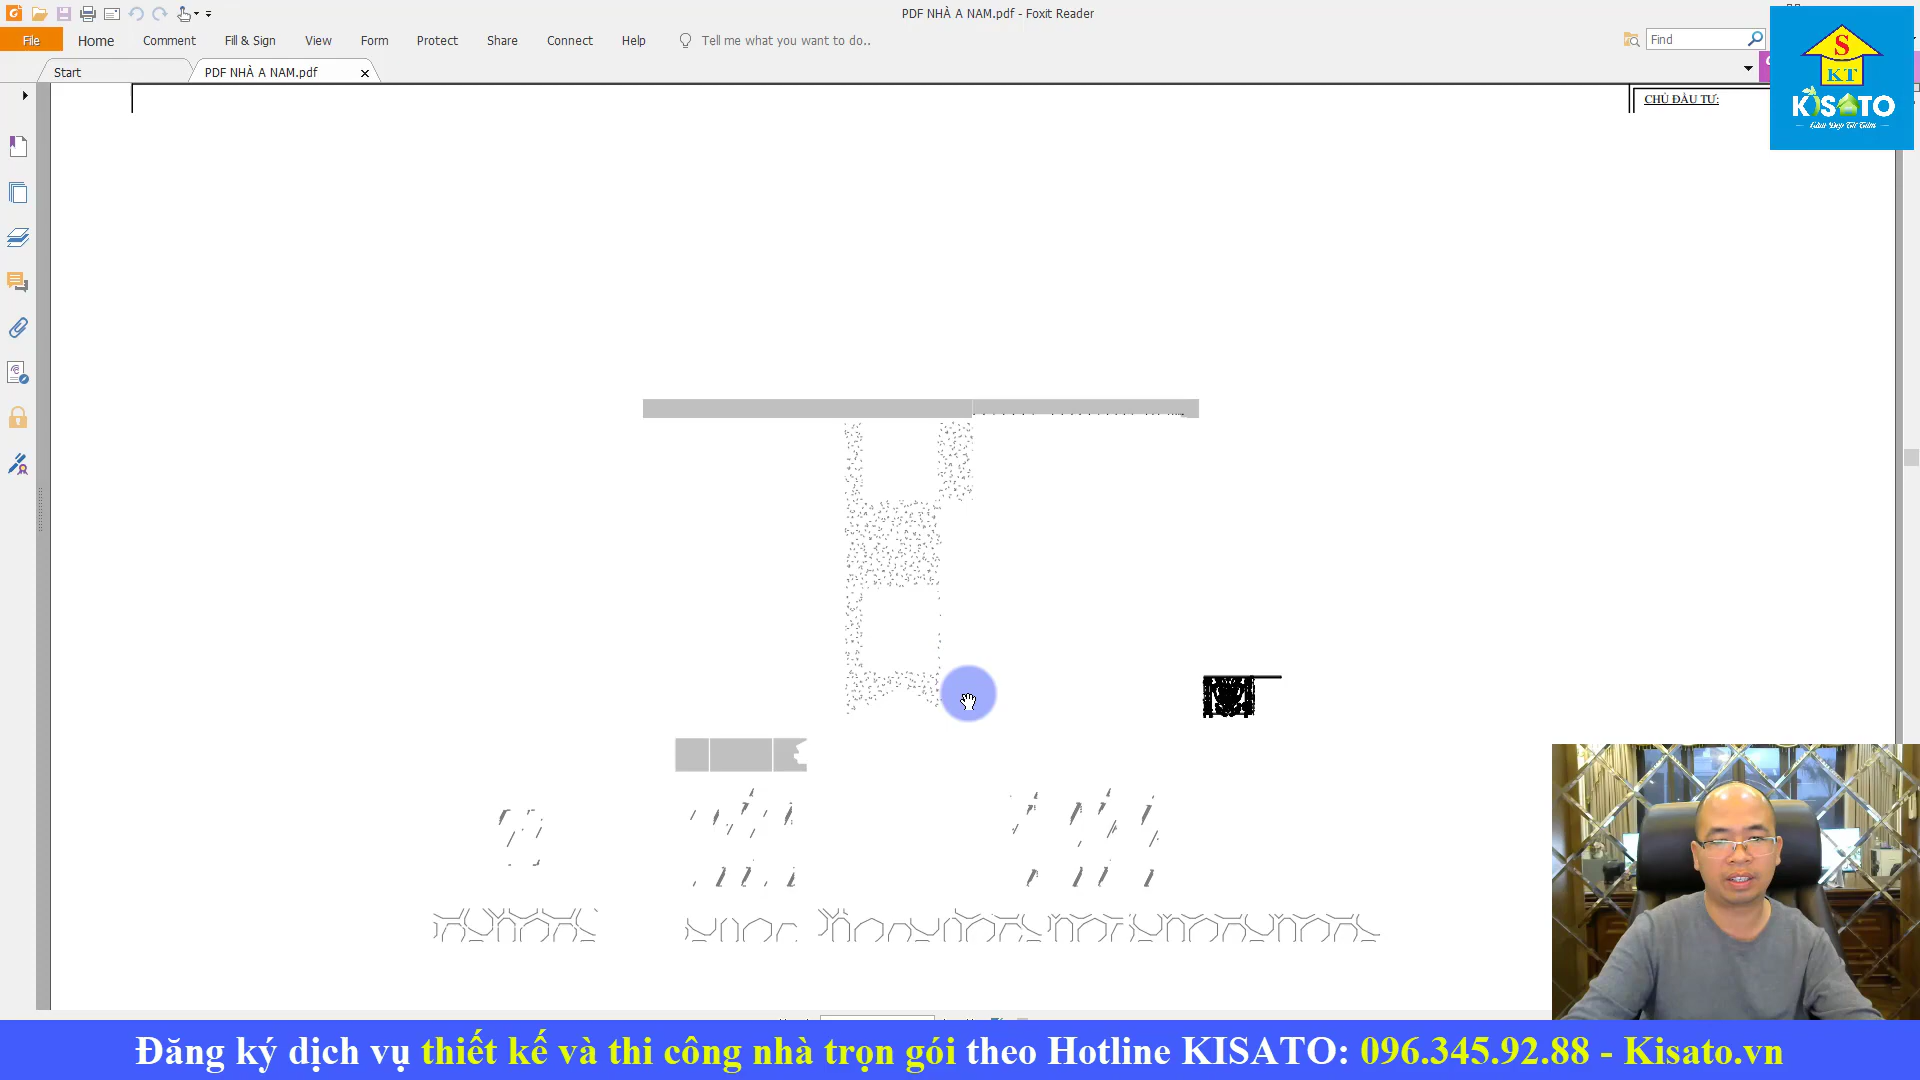 PDF NHÀ A NAM.pdf - Foxit Reader
File Home Comment Fill & Sign View Form Protect Share Connect Help Tell me what you want to do.. Find
Start PDF NHÀ A NAM.pdf
CHỦ ĐẦU TƯ:
S
KT
KISATO
Đăng ký dịch vụ thiết kế và thi công nhà trọn gói theo Hotline KISATO: 096.345.92.88 - Kisato.vn